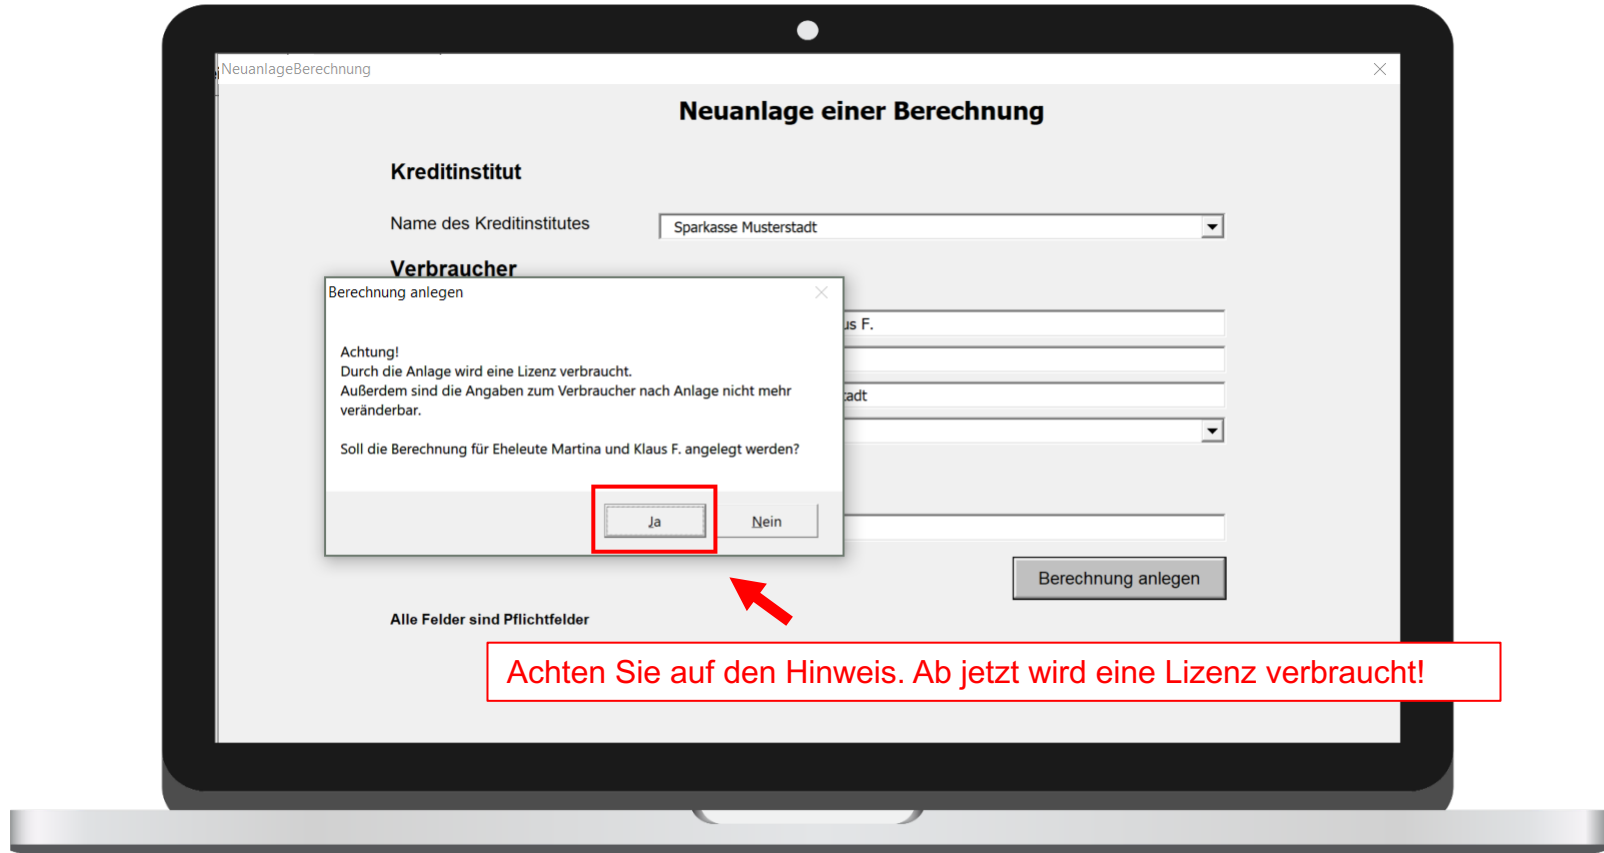 NeuanlageBerechnung
Neuanlage einer Berechnung
Kreditinstitut
Name des Kreditinstitutes
Sparkasse Musterstadt
Verbraucher
Berechnung anlegen
Achtung!
Durch die Anlage wird eine Lizenz verbraucht.
Außerdem sind die Angaben zum Verbraucher nach Anlage nicht mehr
veränderbar.
Soll die Berechnung für Eheleute Martina und Klaus F. angelegt werden?
Ja
Nein
us F.
tadt
Berechnung anlegen
Alle Felder sind Pflichtfelder
Achten Sie auf den Hinweis. Ab jetzt wird eine Lizenz verbraucht!